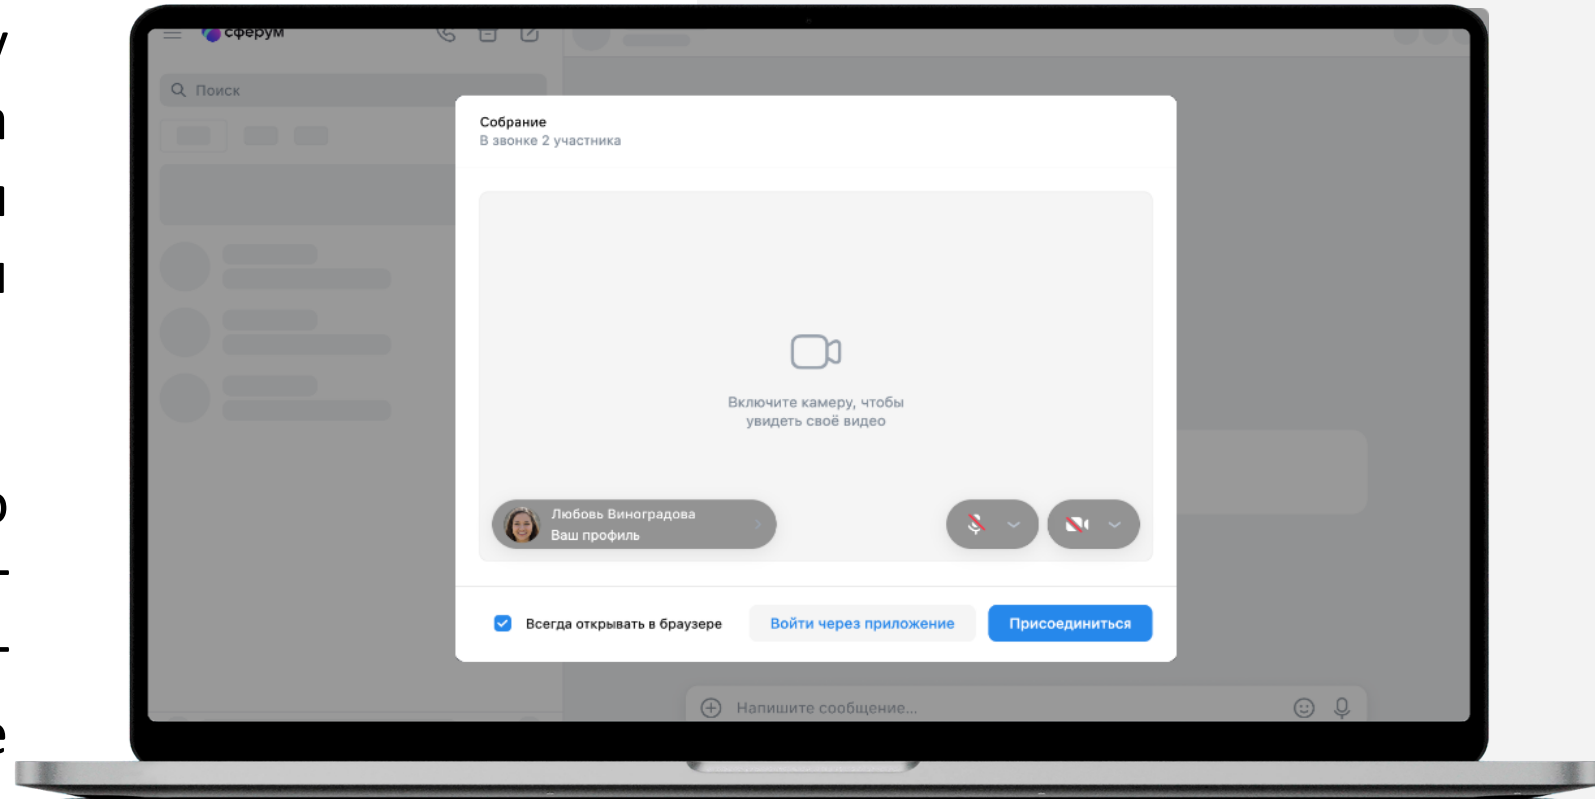 сферум
Поиск
Собрание
В звонке 2 участника
Включите камеру, чтобы
увидеть своё видео
Любовь Виноградова
Ваш профиль
Всегда открывать в браузере
Войти через приложение
Присоединиться
Напишите сообщение...